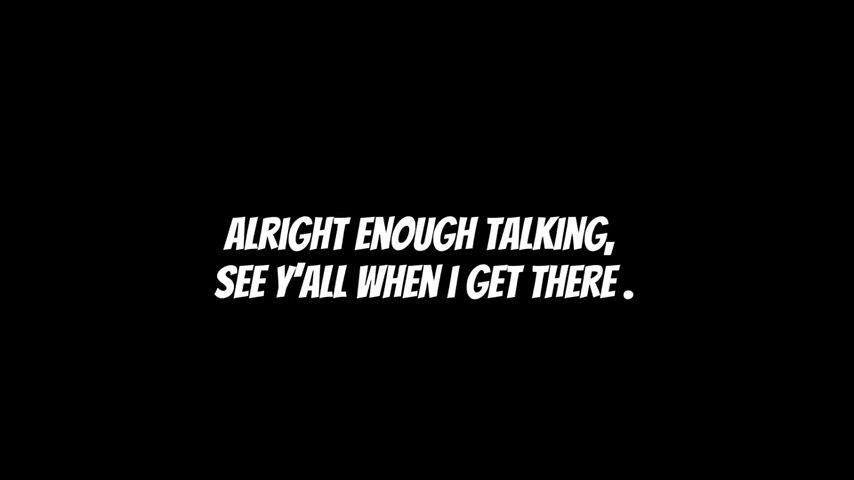 ALRIGHT ENOUGH TALKING,
SEE Y'ALL WHEN I GET THERE .